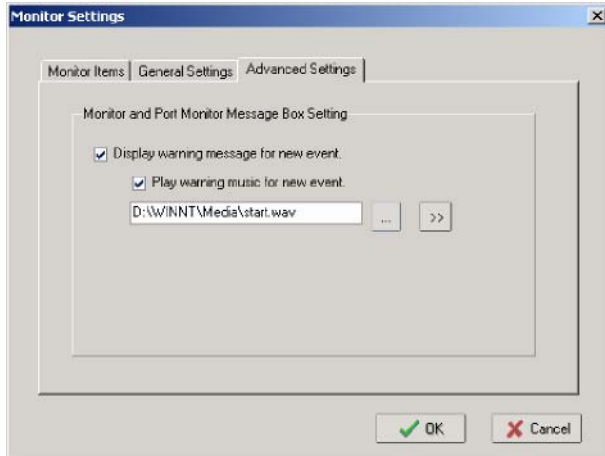 Monitor Settings
Monitor Items General Settings Advanced Settings
Monitor and Port Monitor Message Box Setting
Display warning message for new event.
Play warning music for new event.
D:\WINNT\Media\start.wav ... >>
OK Cancel